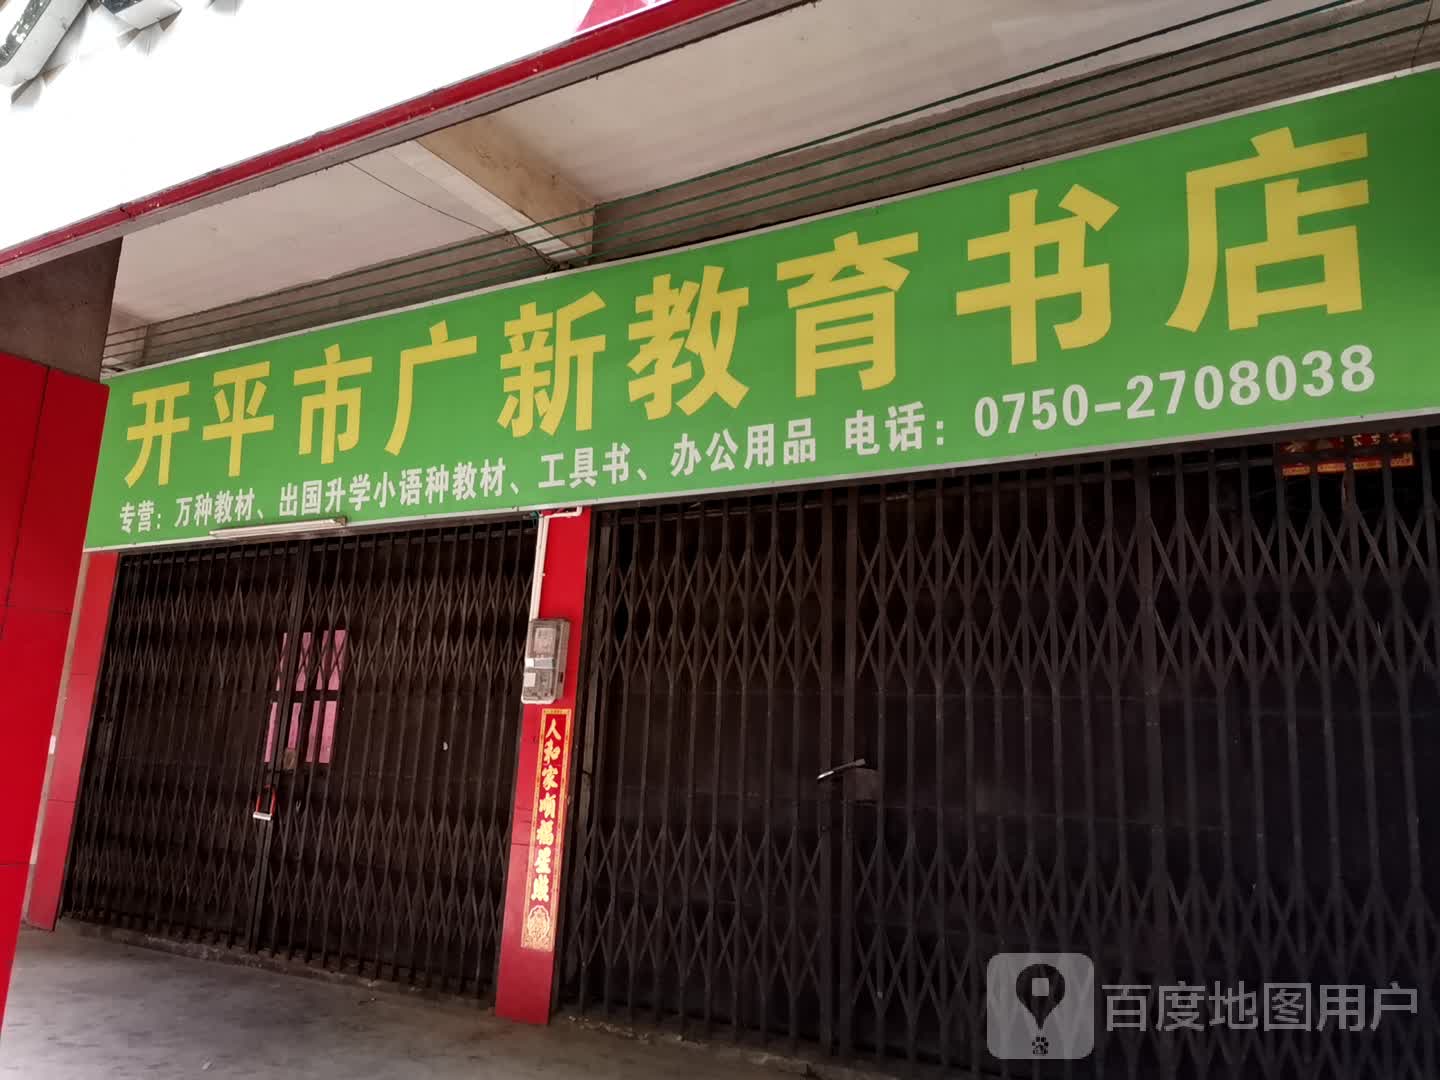 开平市广新教育书店
专营：万种教材、出国升学小语种教材、工具书、办公用品 电话：0750-2708038
人和家顺福星照
百度地图用户